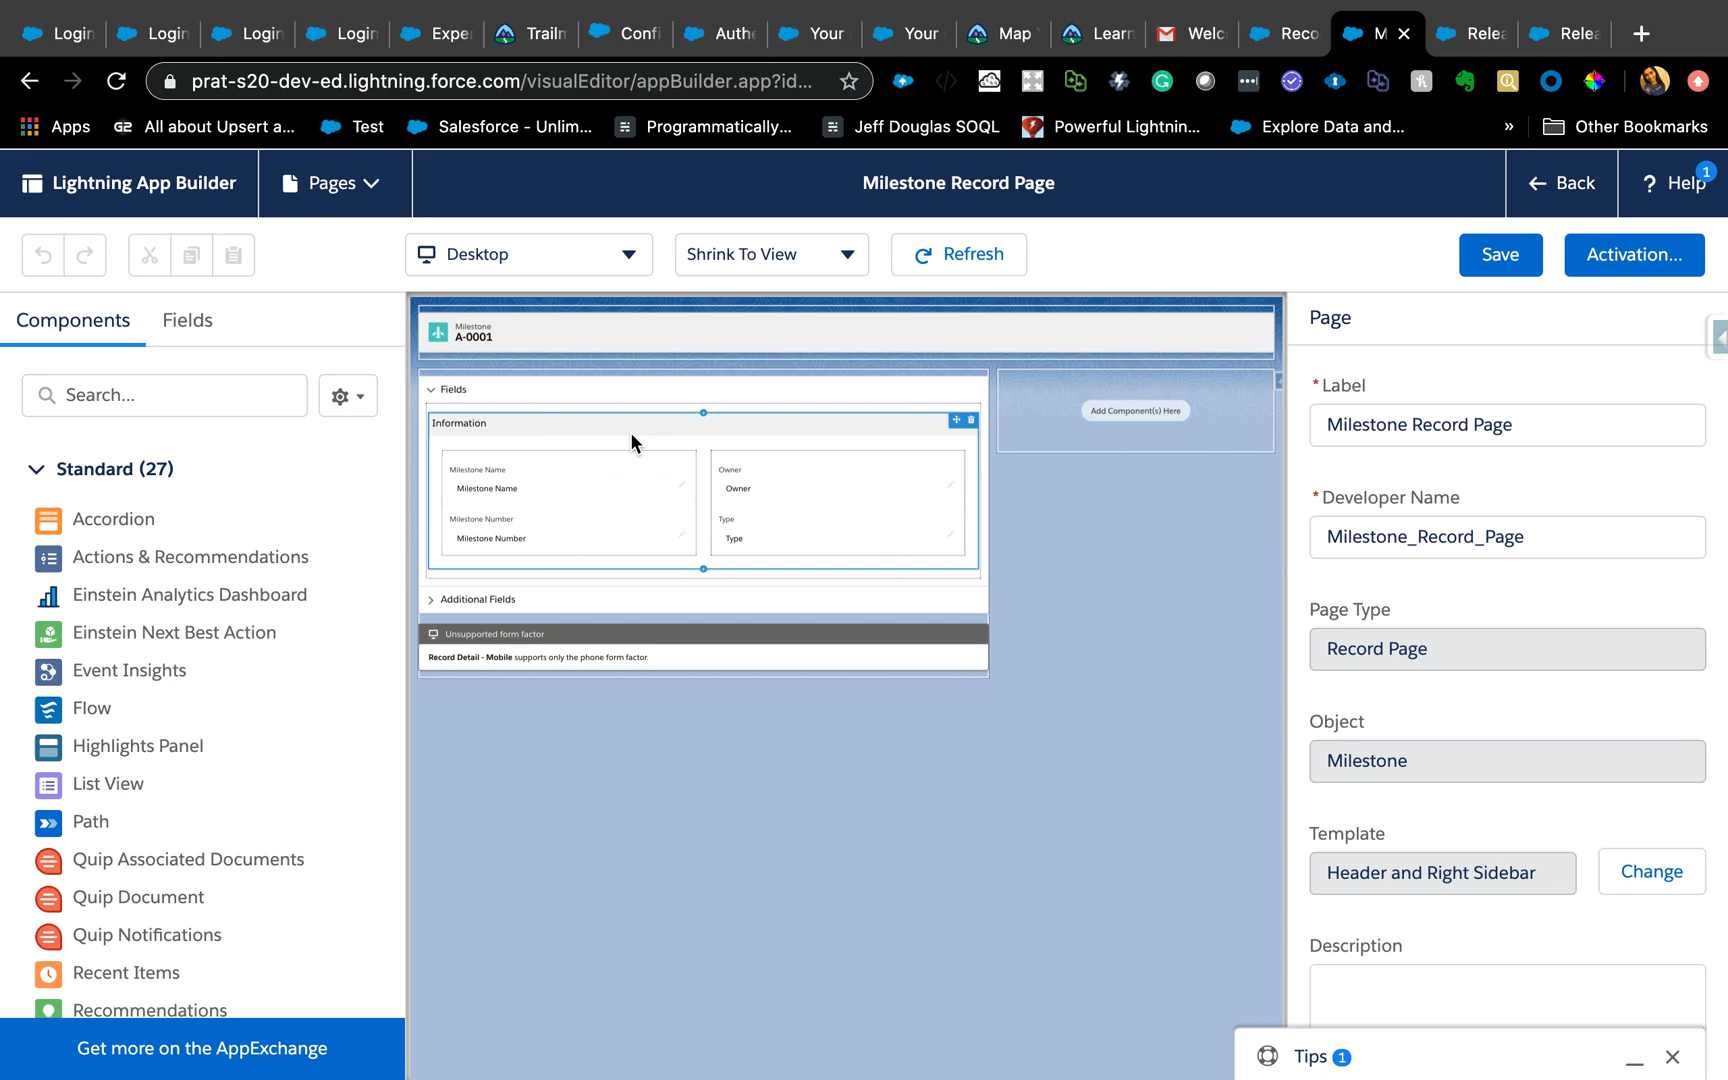 Login
Login
Login
Login
Expe
Trailh
Confi
Authe
Your
Your
Map
Learn
Welc
Reco
M
Relea
Relea
prat-s20-dev-ed.lightning.force.com/visualEditor/appBuilder.app?id...
Apps
G2 All about Upsert a...
Test
Salesforce - Unlim...
Programmatically...
Jeff Douglas SOQL
Powerful Lightnin...
Explore Data and...
»
Other Bookmarks
Lightning App Builder
Pages
Milestone Record Page
Back
? Help
1
Desktop
Shrink To View
Refresh
Save
Activation...
Components
Fields
Search...
Standard (27)
Accordion
Actions & Recommendations
Einstein Analytics Dashboard
Einstein Next Best Action
Event Insights
Flow
Highlights Panel
List View
Path
Quip Associated Documents
Quip Document
Quip Notifications
Recent Items
Recommendations
Get more on the AppExchange
Milestone
A-0001
Fields
Information
Milestone Name
Milestone Name
Milestone Number
Milestone Number
Owner
Owner
Type
Type
Additional Fields
Unsupported form factor
Record Detail - Mobile supports only the phone form factor.
Add Component(s) Here
Page
* Label
Milestone Record Page
* Developer Name
Milestone_Record_Page
Page Type
Record Page
Object
Milestone
Template
Header and Right Sidebar
Change
Description
Tips 1